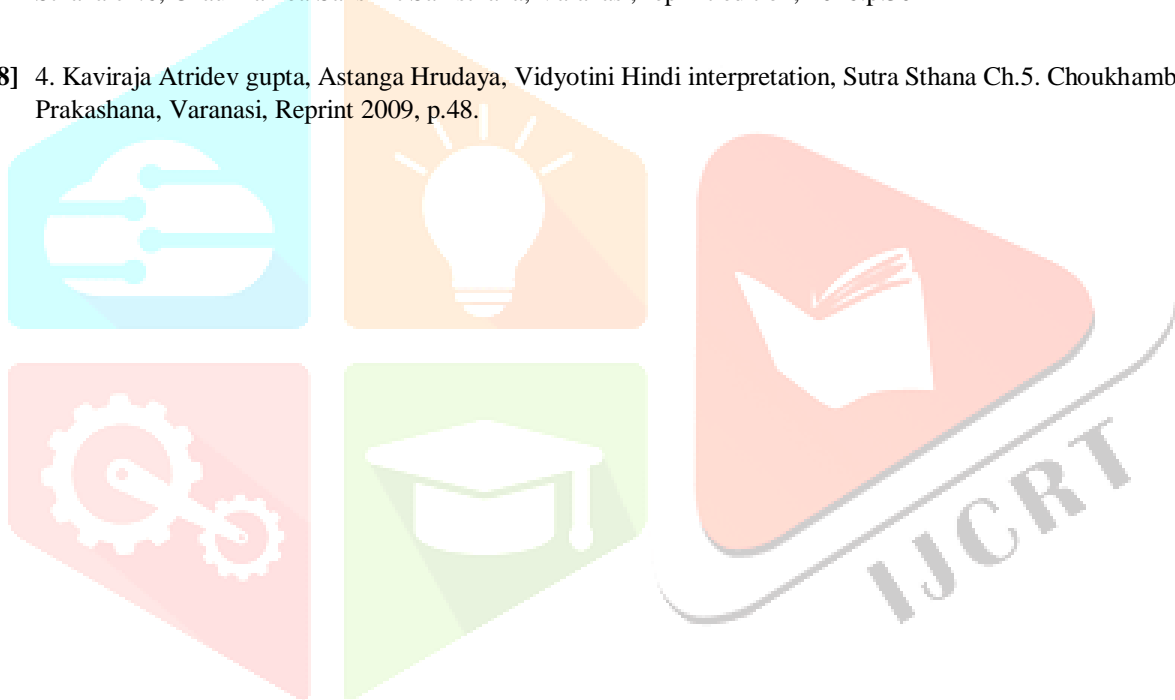 8] 4. Kaviraja Atridev gupta, Astanga Hrudaya, Vidyotini Hindi interpretation, Sutra Sthana Ch.5. Choukhamb
Prakashana, Varanasi, Reprint 2009, p.48.
IJCRT